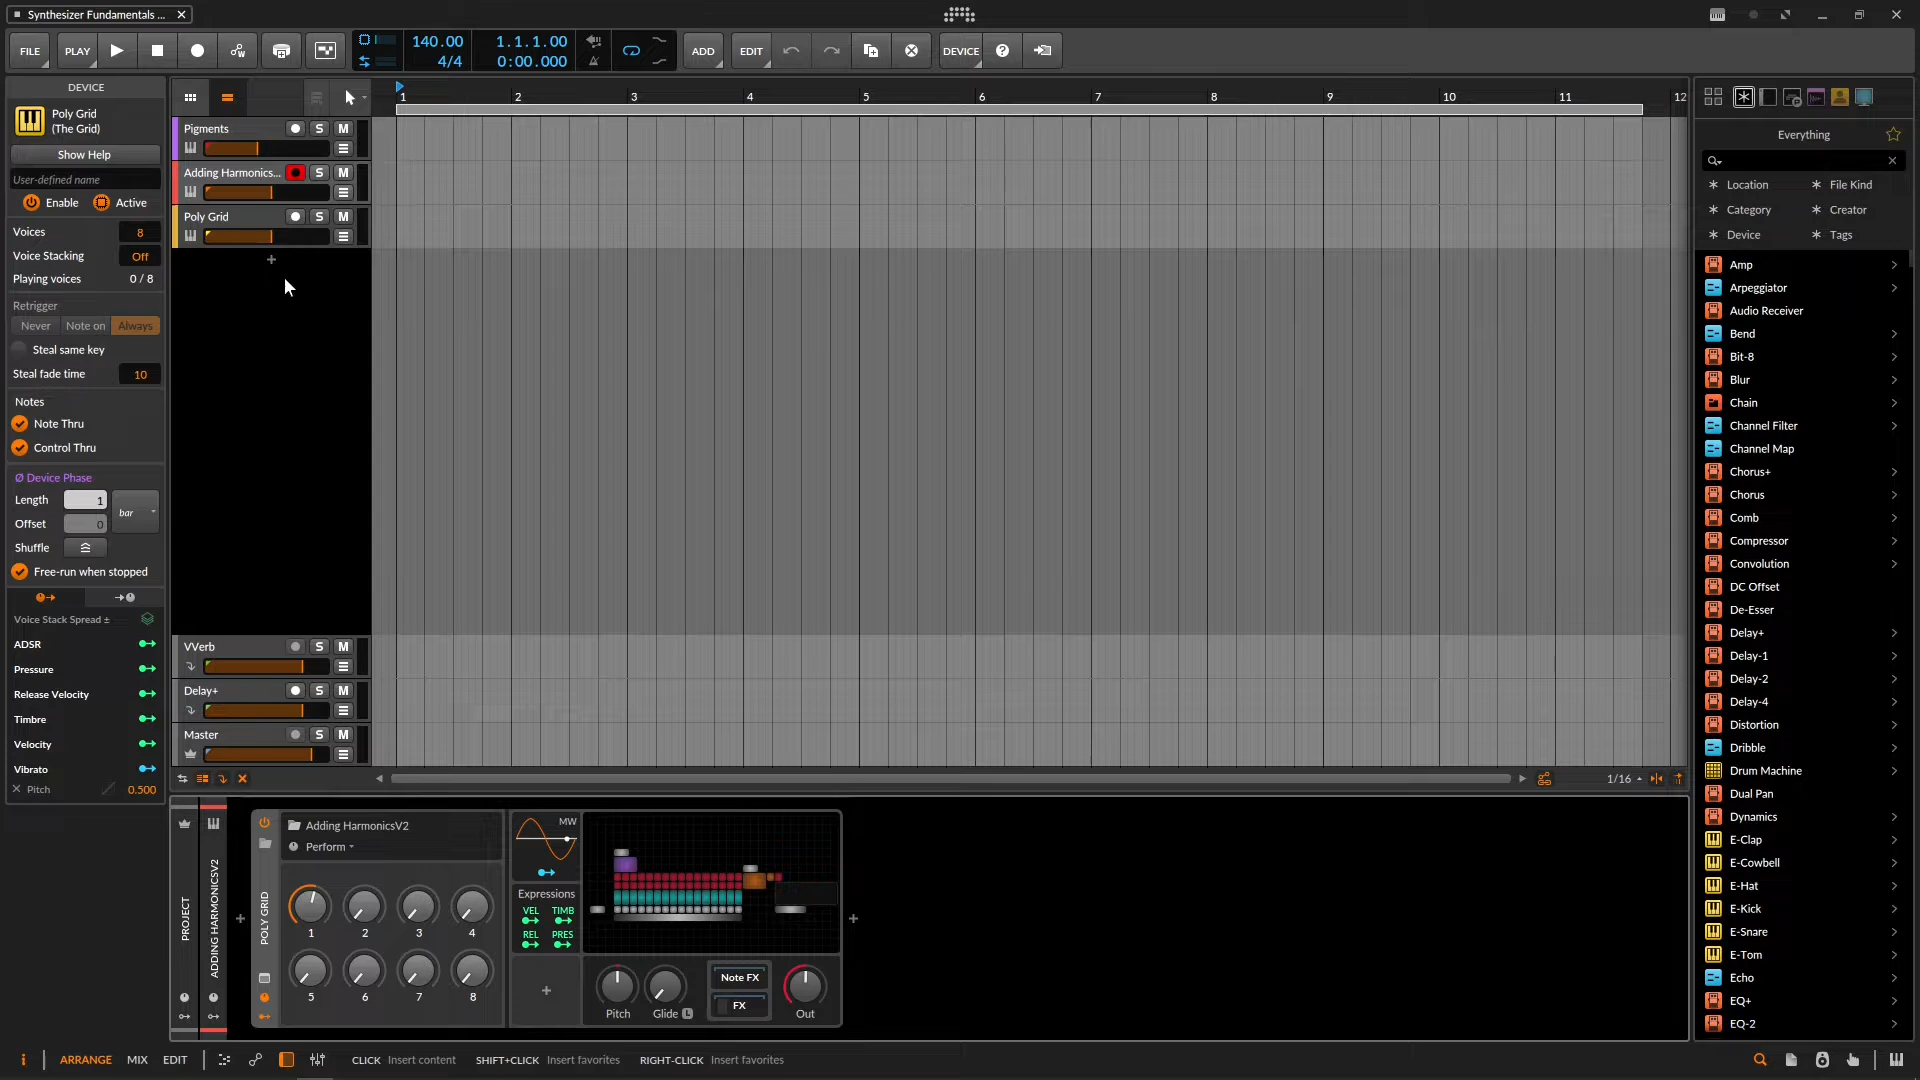 Synthesizer Fundamentals ...
FILE
PLAY
140.00
4/4
1.1.1.00
0:00.000
ADD
EDIT
DEVICE
DEVICE
Poly Grid
(The Grid)
Show Help
User-defined name
Enable
Active
Voices
8
Voice Stacking
Off
Playing voices
0 / 8
Retrigger
Never
Note on
Always
Steal same key
Steal fade time
10
Notes
Note Thru
Control Thru
Ø Device Phase
Length
1
bar
Offset
0
Shuffle
Free-run when stopped
Voice Stack Spread ±
ADSR
Pressure
Release Velocity
Timbre
Velocity
Vibrato
Pitch
0.500
1 2 3 4 5 6 7 8 9 10 11 12
Pigments
S M
Adding Harmonics...
S M
Poly Grid
S M
VVerb
S M
Delay+
S M
Master
S M
1/16
PROJECT
ADDING HARMONICSV2
POLY GRID
Adding HarmonicsV2
Perform
1 2 3 4
5 6 7 8
MW
Expressions
VEL TIMB
REL PRES
Pitch
Glide L
Note FX
FX
Out
Everything
Location
File Kind
Category
Creator
Device
Tags
Amp
Arpeggiator
Audio Receiver
Bend
Bit-8
Blur
Chain
Channel Filter
Channel Map
Chorus+
Chorus
Comb
Compressor
Convolution
DC Offset
De-Esser
Delay+
Delay-1
Delay-2
Delay-4
Distortion
Dribble
Drum Machine
Dual Pan
Dynamics
E-Clap
E-Cowbell
E-Hat
E-Kick
E-Snare
E-Tom
Echo
EQ+
EQ-2
i
ARRANGE
MIX
EDIT
CLICK Insert content
SHIFT+CLICK Insert favorites
RIGHT-CLICK Insert favorites